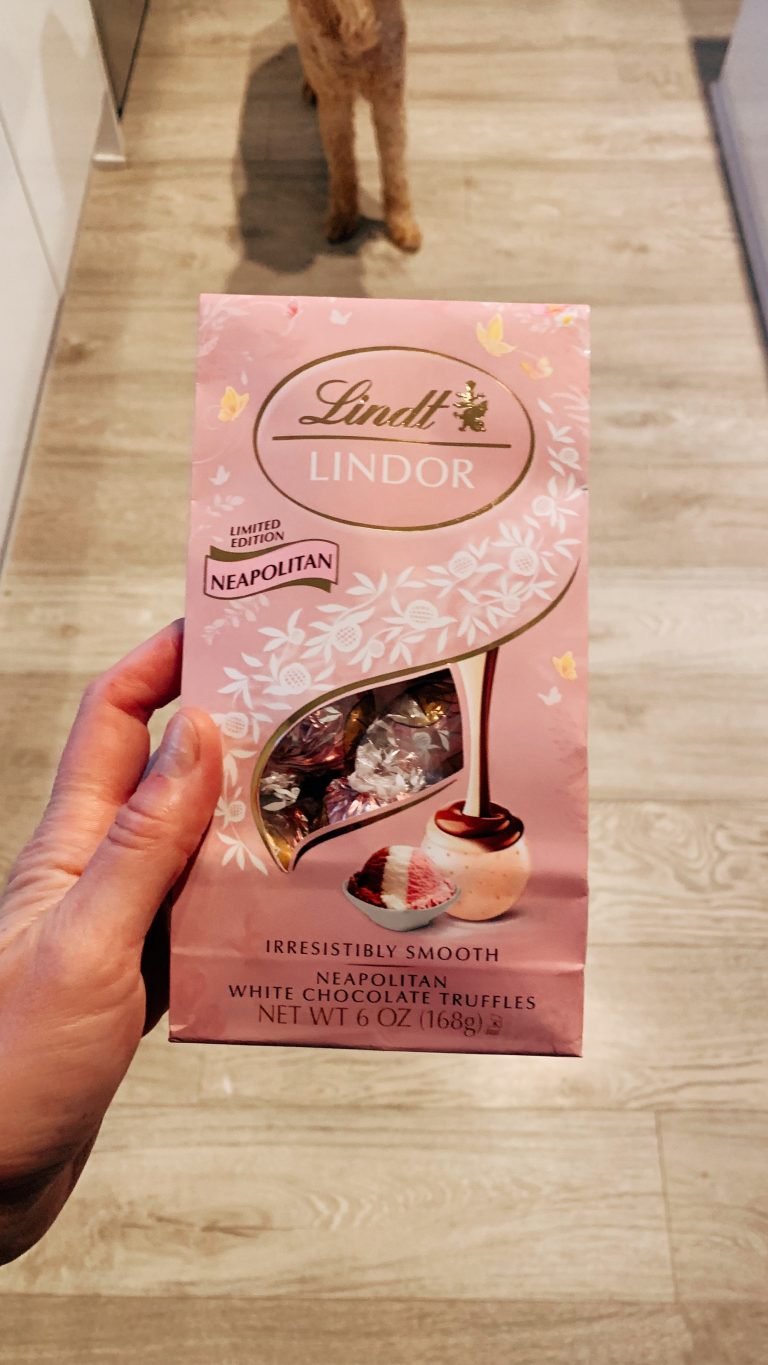 Lindt
LINDOR
LIMITED
EDITION
NEAPOLITAN
IRRESISTIBLY SMOOTH
NEAPOLITAN
WHITE CHOCOLATE TRUFFLES
NET WT 6 OZ (168g)